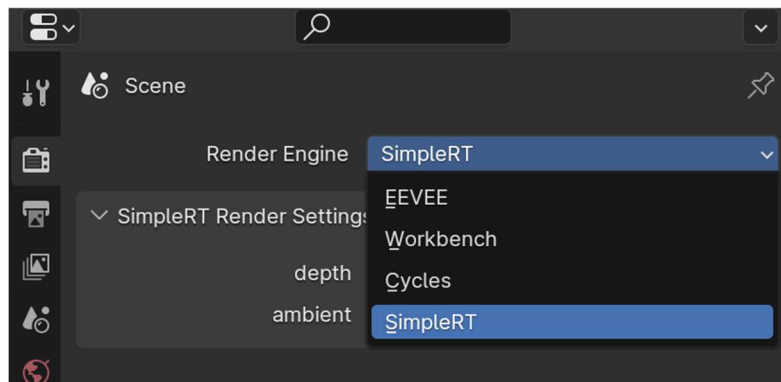 Scene
Render Engine SimpleRT
EEVEE
SimpleRT Render Settings
Workbench
depth
Cycles
ambient
SimpleRT